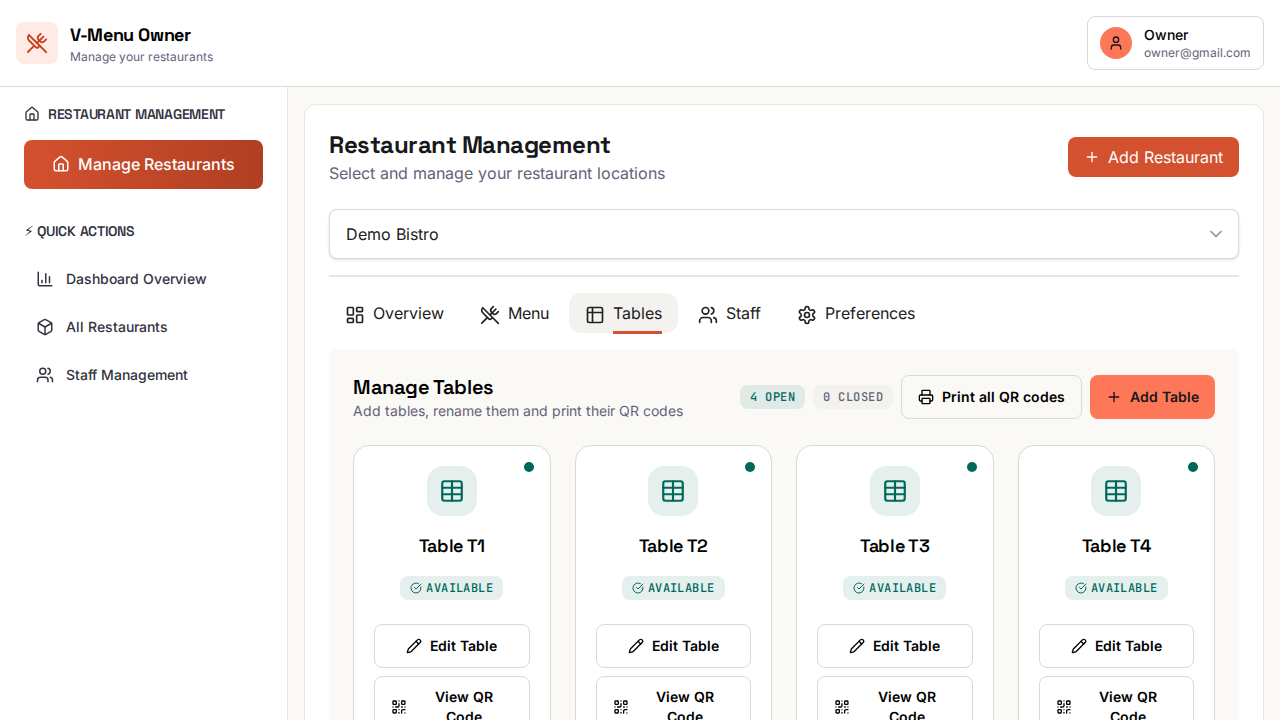 V-Menu Owner
Manage your restaurants
Owner
owner@gmail.com
RESTAURANT MANAGEMENT
Manage Restaurants
⚡ QUICK ACTIONS
Dashboard Overview
All Restaurants
Staff Management
Restaurant Management
Select and manage your restaurant locations
+ Add Restaurant
Demo Bistro
Overview Menu Tables Staff Preferences
Manage Tables
Add tables, rename them and print their QR codes
4 OPEN 0 CLOSED Print all QR codes + Add Table
Table T1 Table T2 Table T3 Table T4
AVAILABLE AVAILABLE AVAILABLE AVAILABLE
Edit Table Edit Table Edit Table Edit Table
View QR View QR View QR View QR
Code Code Code Code